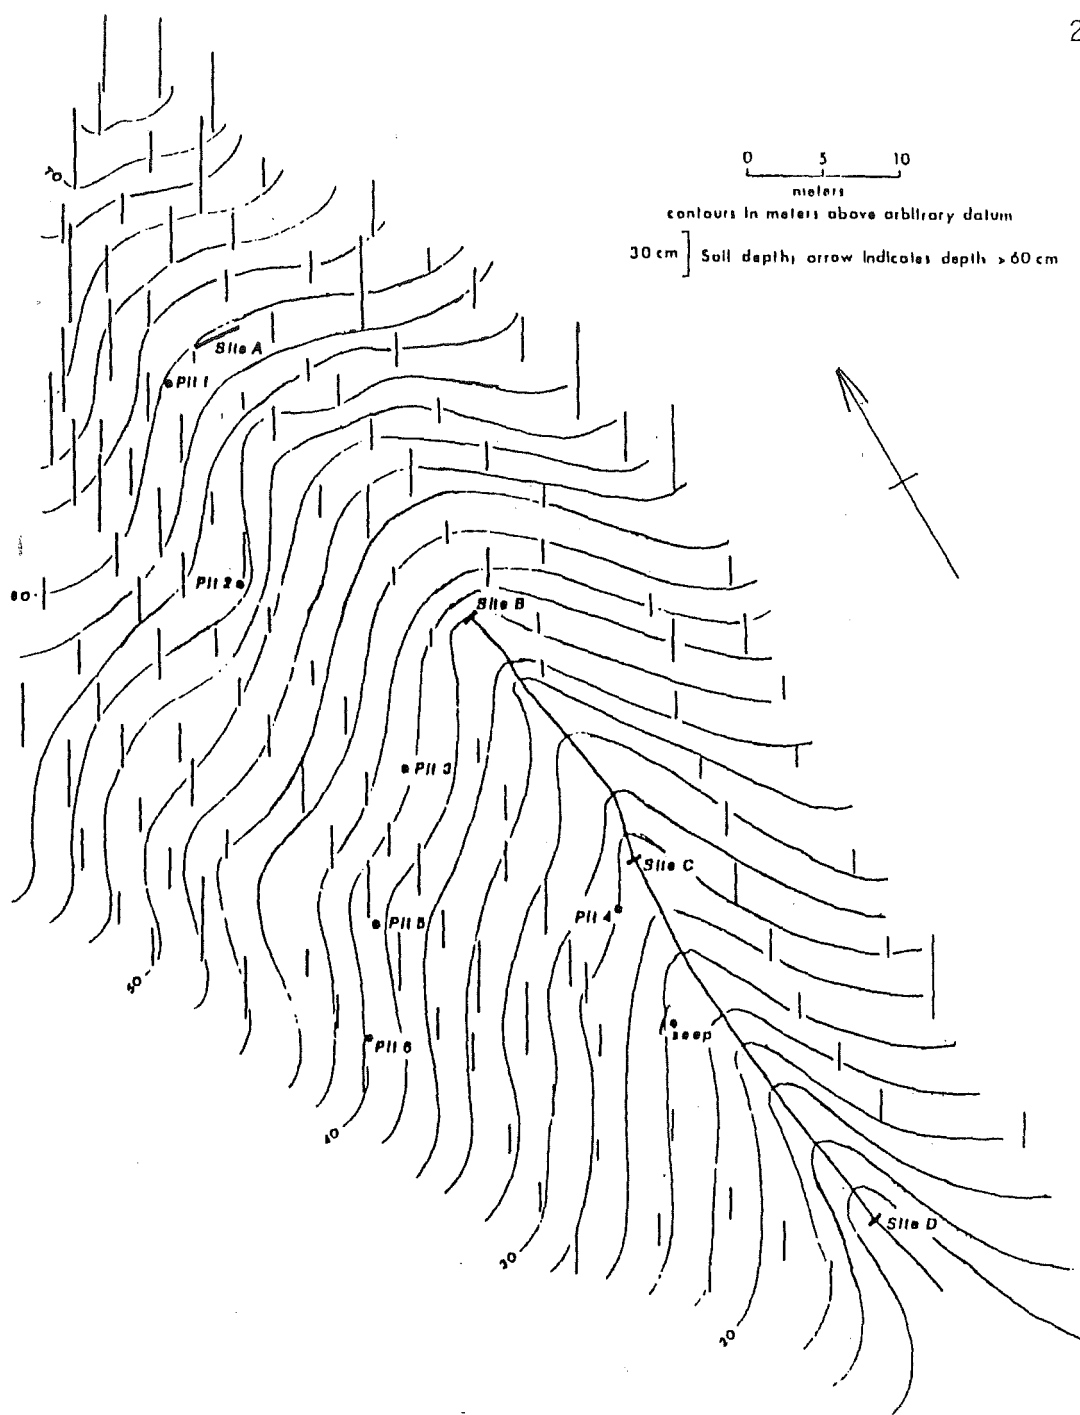 2
0 5 10
meters
contours in meters above arbitrary datum
30 cm Soil depth; arrow indicates depth > 60 cm
70
Site A
Pit 1
60
Pit 2
Site B
Pit 3
Site C
Pit 4
Pit 5
50
seep
Pit 6
40
Site D
30
20